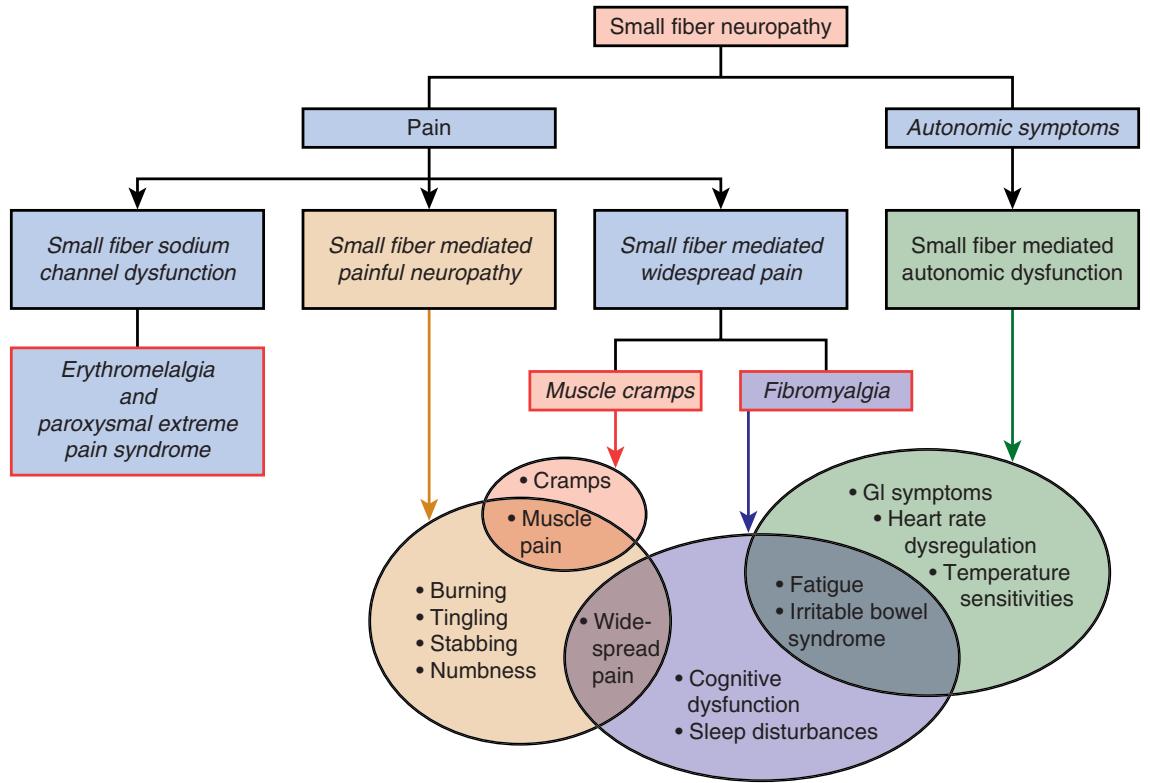 Small fiber neuropathy
Pain
Autonomic symptoms
Small fiber sodium
channel dysfunction
Small fiber mediated
painful neuropathy
Small fiber mediated
widespread pain
Small fiber mediated
autonomic dysfunction
Erythromelalgia
and
paroxysmal extreme
pain syndrome
Muscle cramps
Fibromyalgia
• Cramps
• Muscle
pain
• Burning
• Tingling
• Stabbing
• Numbness
• Wide-
spread
pain
• Cognitive
dysfunction
• Sleep disturbances
• Fatigue
• Irritable bowel
syndrome
• GI symptoms
• Heart rate
dysregulation
• Temperature
sensitivities